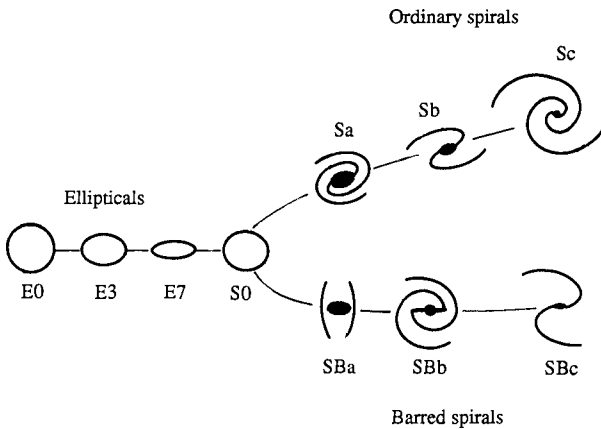 Ordinary spirals
Sc
Sb
Sa
Ellipticals
E0
E3
E7
S0
SBa
SBb
SBc
Barred spirals